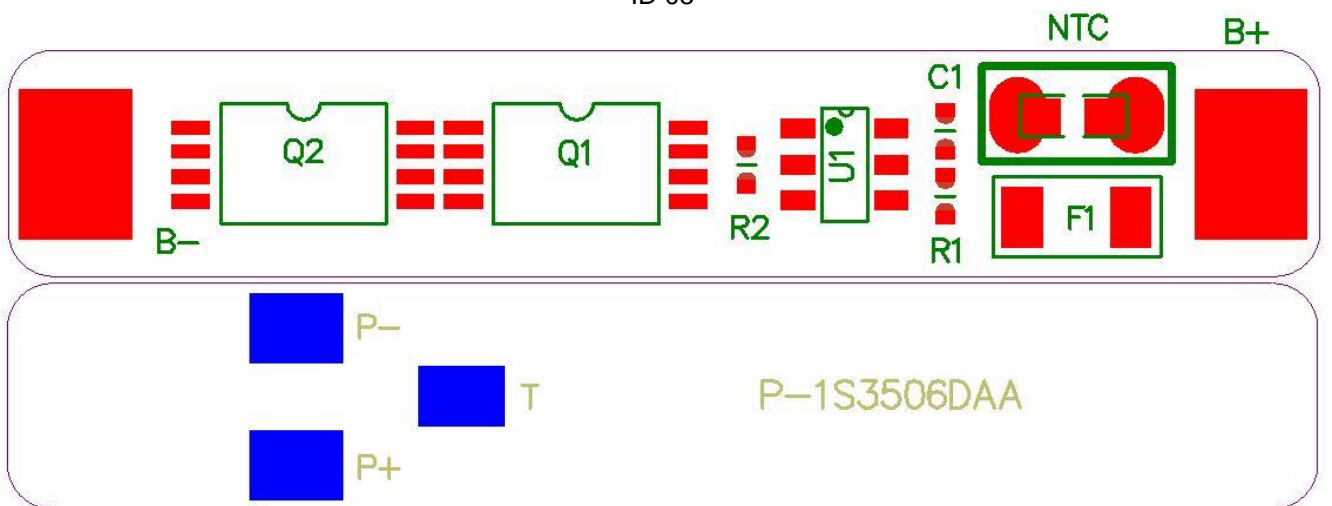 NTC
B+
C1
Q2
Q1
U1
R2
R1
F1
B-
P-
T
P-1S3506DAA
P+